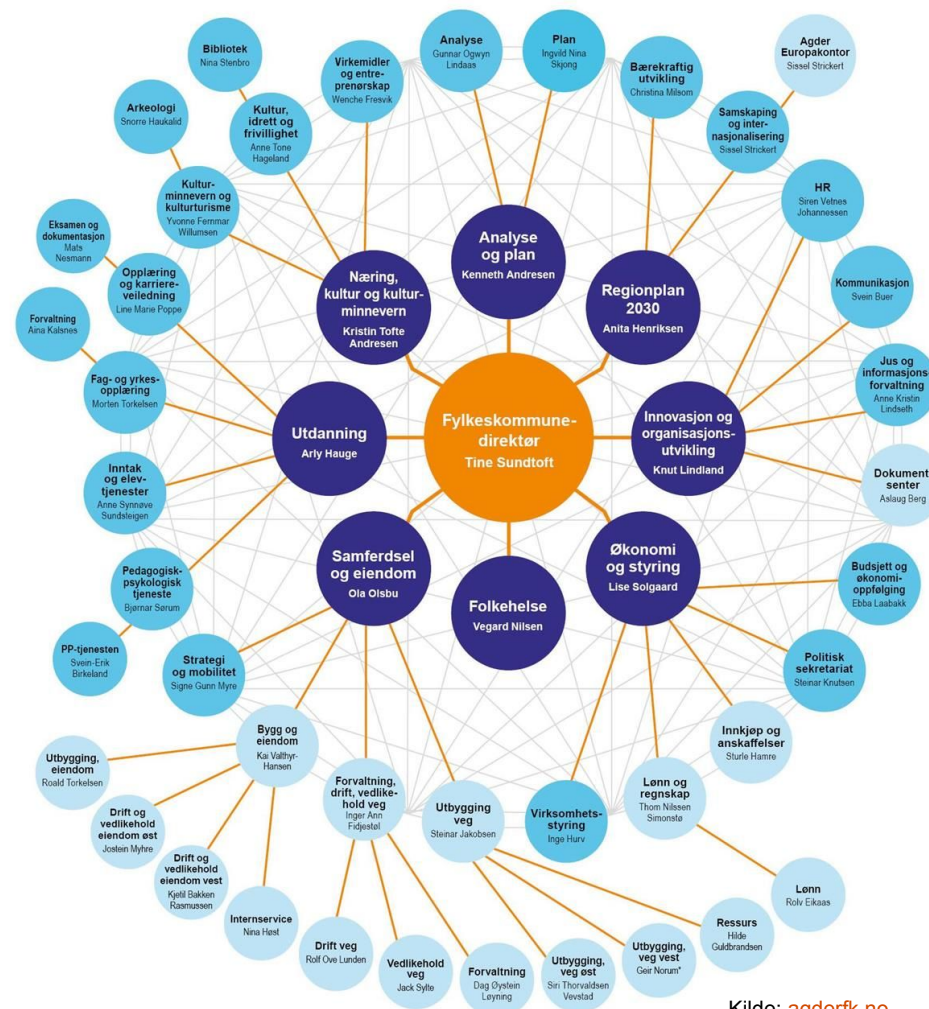 Analyse
Gunnar Ogwyn
Lindaas
Plan
Ingvild Nina
Skjong
Agder
Europakontor
Sissel Strickert
Bibliotek
Nina Stenbro
Virkemidler
og entre-
prenørskap
Wenche Fresvik
Bærekraftig
utvikling
Christina Milsom
Arkeologi
Snorre Haukalid
Kultur,
idrett og
frivillighet
Anne Tone
Hageland
Samskaping
og inter-
nasjonalisering
Sissel Strickert
Kultur-
minnevern og
kulturturisme
Yvonne Fernmar
Willumsen
HR
Siren Vetnes
Johannessen
Eksamen og
dokumentasjon
Mats
Nesmann
Opplæring
og karriere-
veiledning
Line Marie Poppe
Næring,
kultur og kultur-
minnevern
Kristin Tofte
Andresen
Analyse
og plan
Kenneth Andresen
Regionplan
2030
Anita Henriksen
Kommunikasjon
Svein Buer
Forvaltning
Aina Kalsnes
Fag- og yrkes-
opplæring
Morten Torkelsen
Jus og
informasjons-
forvaltning
Anne Kristin
Lindseth
Utdanning
Arly Hauge
Fylkeskommune-
direktør
Tine Sundtoft
Innovasjon og
organisasjons-
utvikling
Knut Lindland
Inntak
og elev-
tjenester
Anne Synnøve
Sundsteigen
Dokument
senter
Aslaug Berg
Samferdsel
og eiendom
Ola Olsbu
Folkehelse
Vegard Nilsen
Økonomi
og styring
Lise Solgaard
Pedagogisk-
psykologisk
tjeneste
Bjørnar Sørum
Budsjett og
økonomi-
oppfølging
Ebba Laabakk
PP-tjenesten
Svein-Erik
Birkeland
Strategi
og mobilitet
Signe Gunn Myre
Politisk
sekretariat
Steinar Knutsen
Bygg og
eiendom
Kai Valthyr-
Hansen
Innkjøp og
anskaffelser
Sturle Hamre
Utbygging,
eiendom
Roald Torkelsen
Forvaltning,
drift, vedlike-
hold veg
Inger Ann
Fidjestøl
Utbygging
veg
Steinar Jakobsen
Virksomhets-
styring
Inge Hurv
Lønn og
regnskap
Thom Nilssen
Simonstø
Drift og
vedlikehold
eiendom øst
Jostein Myhre
Drift og
vedlikehold
eiendom vest
Kjetil Bakken
Rasmussen
Internservice
Nina Høst
Drift veg
Rolf Ove Lunden
Vedlikehold
veg
Jack Sylte
Forvaltning
Dag Øystein
Løyning
Utbygging,
veg øst
Siri Thorvaldsen
Vevstad
Utbygging,
veg vest
Geir Norum*
Ressurs
Hilde
Guldbrandsen
Lønn
Rolv Eikaas
Kilde: agderfk.no